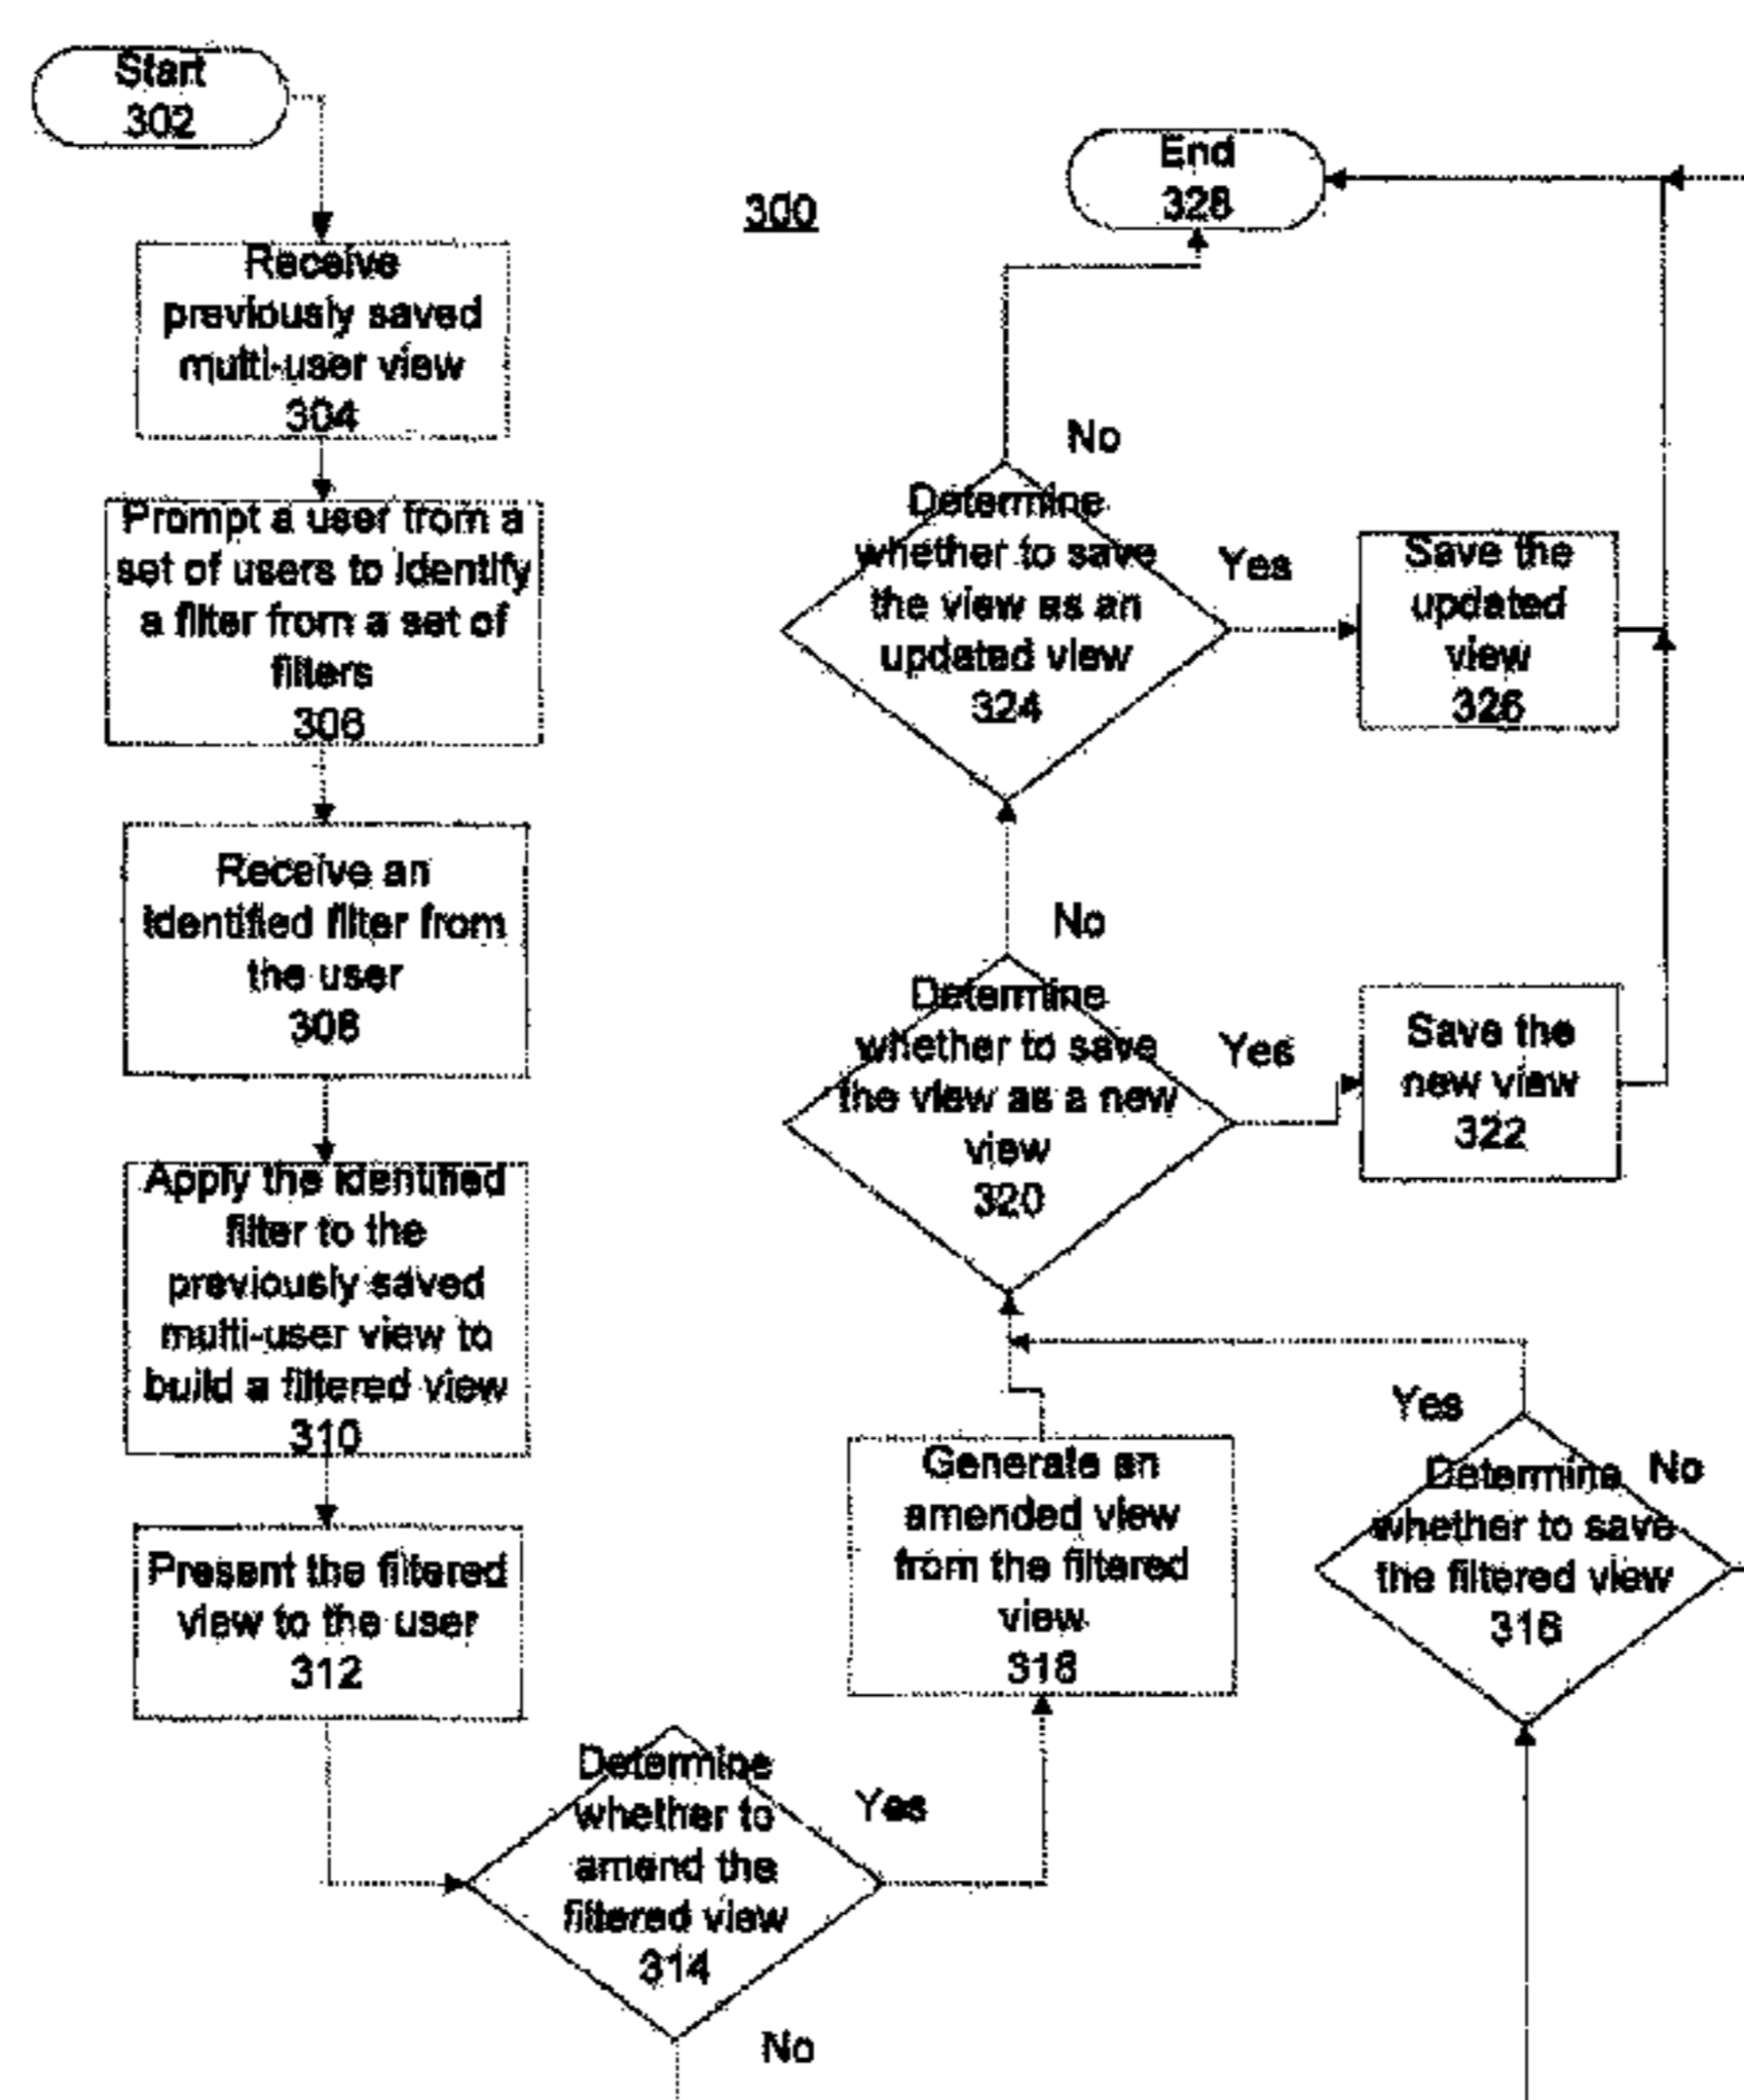 Start
302
Receive
previously saved
multi-user view
304
Prompt a user from a
set of users to identify
a filter from a set of
filters
306
Receive an
identified filter from
the user
308
Apply the identified
filter to the
previously saved
multi-user view to
build a filtered view
310
Present the filtered
view to the user
312
Determine
whether to
amend the
filtered view
314
Yes
No
300
End
328
No
Determine
whether to save
the view as an
updated view
324
Yes
Save the
updated
view
326
No
Determine
whether to save
the view as a new
view
320
Yes
Save the
new view
322
Generate an
amended view
from the filtered
view
318
Yes
No
Determine
whether to save
the filtered view
316